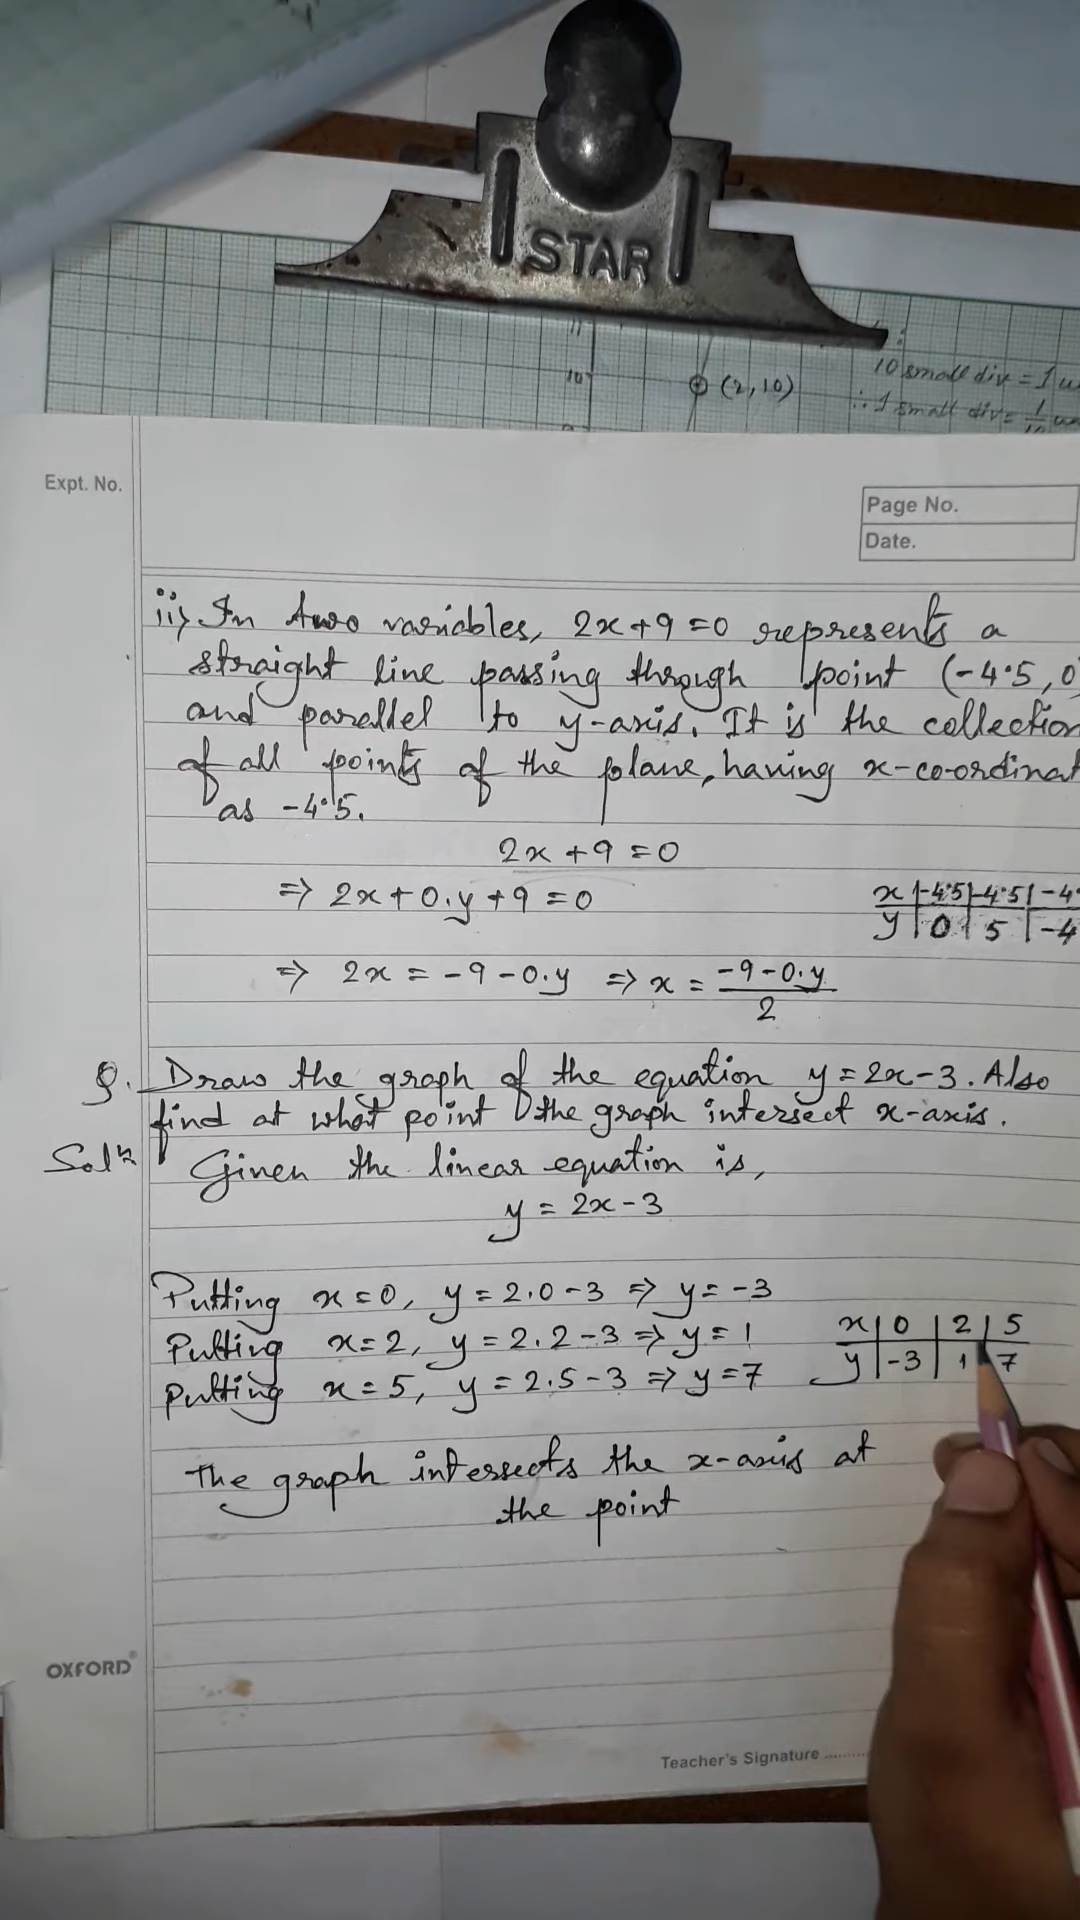 STAR
11
10
(2,10)
10 small div = 1
∴ 1 small div = 1/10
Expt. No.
Page No.
Date.
ii) In two variables, 2x+9=0 represents a
straight line passing through point (-4.5, 0
and parallel to y-axis. It is the collection
of all points of the plane, having x-co-ordinat
as -4.5.
2x+9=0
⇒ 2x+0.y+9=0
x | -4.5 | -4.5 | -4.
y | 0 | 5 | -4
⇒ 2x = -9-0.y ⇒ x = (-9-0.y)/2
Q. Draw the graph of the equation y=2x-3. Also
find at what point the graph intersect x-axis.
Solⁿ Given the linear equation is,
y = 2x-3
Putting x=0, y=2.0-3 ⇒ y=-3
Putting x=2, y=2.2-3 ⇒ y=1
Putting x=5, y=2.5-3 ⇒ y=7
x | 0 | 2 | 5
y | -3 | 1 | 7
The graph intersects the x-axis at
the point
OXFORD®
Teacher's Signature ..........